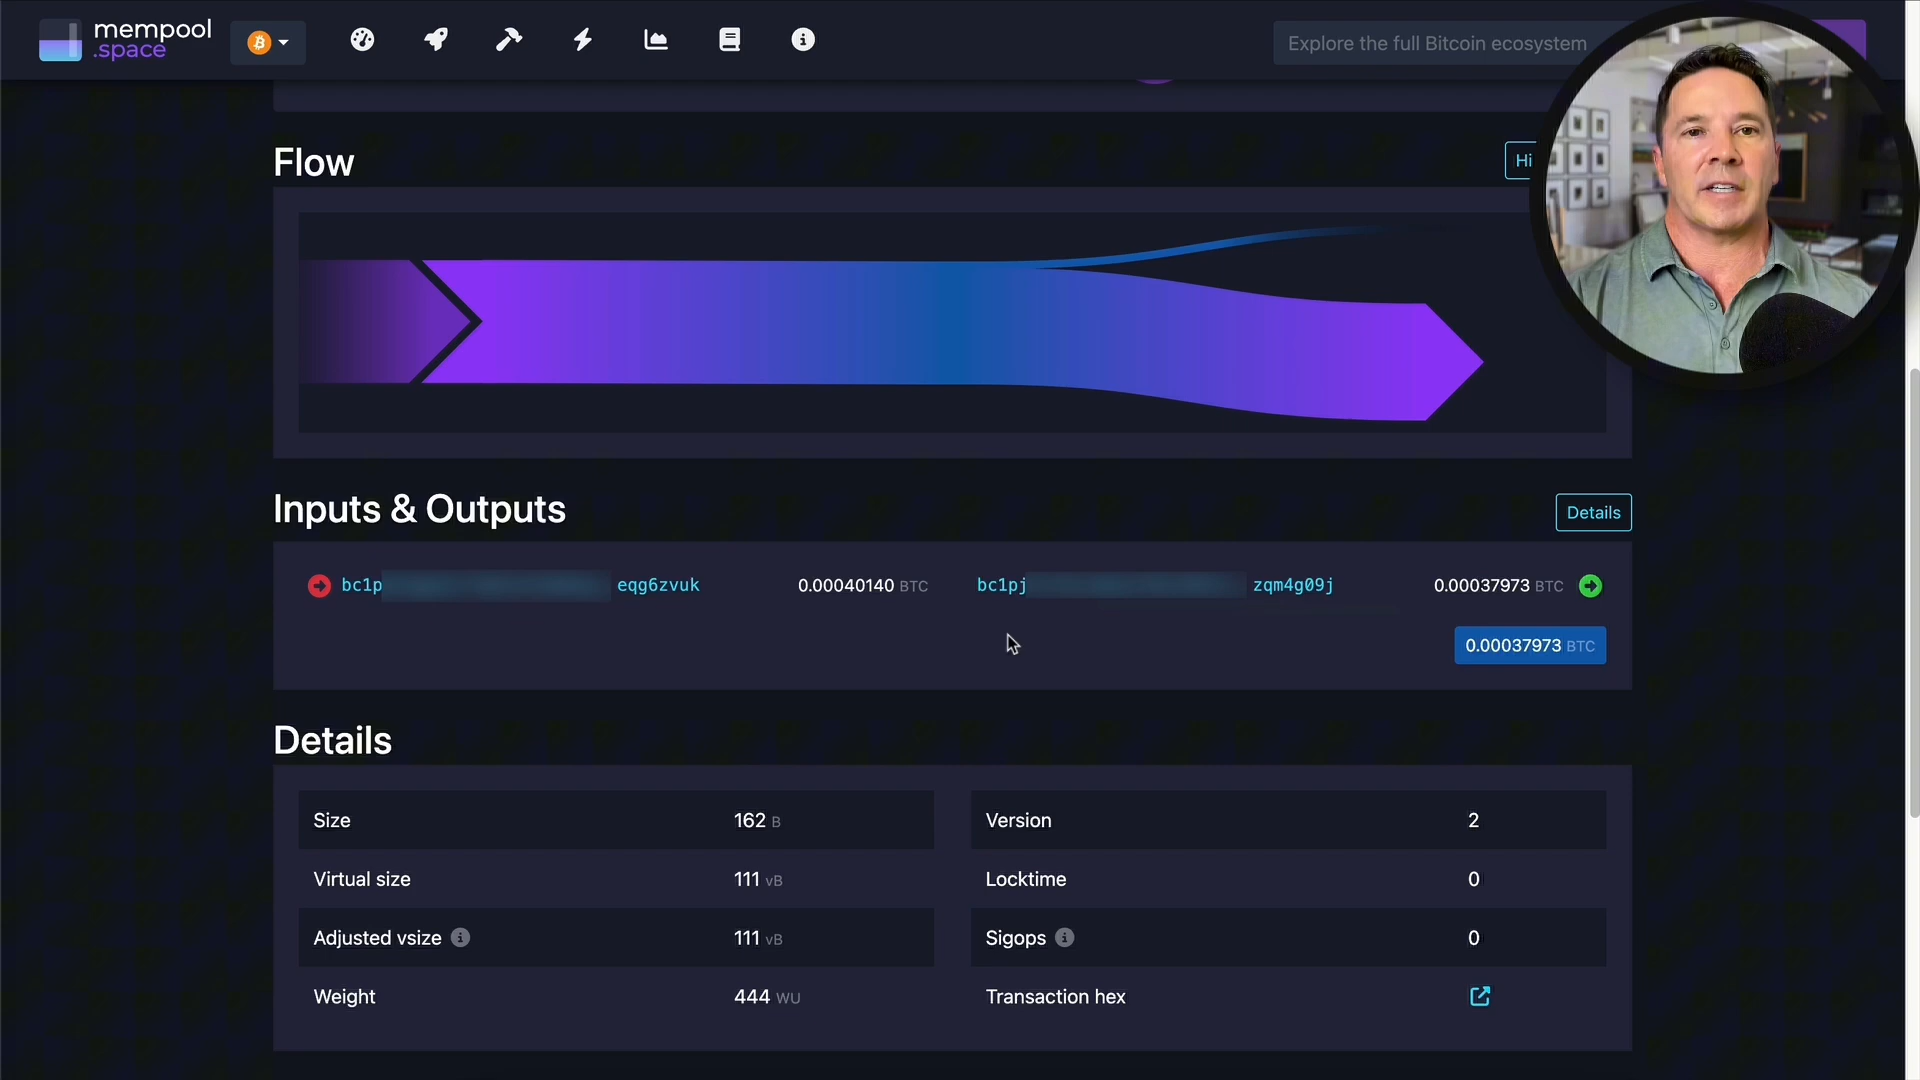 mempool
.space
Explore the full Bitcoin ecosystem
Flow
Hi
Inputs & Outputs
Details
bc1p eqg6zvuk 0.00040140 BTC bc1pj zqm4g09j 0.00037973 BTC
0.00037973 BTC
Details
Size 162 B Version 2
Virtual size 111 vB Locktime 0
Adjusted vsize 111 vB Sigops 0
Weight 444 WU Transaction hex